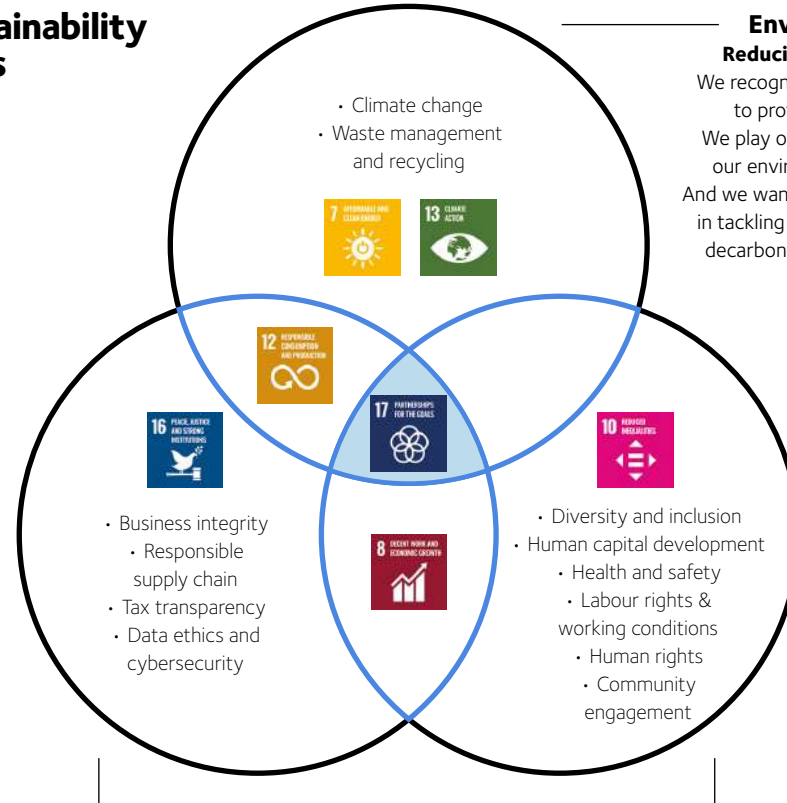 ainability
s
Env
Reduci
We recogn
to pro
We play o
our envir
And we wan
in tackling
decarbon
• Climate change
• Waste management
and recycling
7 AFFORDABLE AND
CLEAN ENERGY
13 CLIMATE
ACTION
12 RESPONSIBLE
CONSUMPTION
AND PRODUCTION
17 PARTNERSHIPS
FOR THE GOALS
16 PEACE, JUSTICE
AND STRONG
INSTITUTIONS
10 REDUCED
INEQUALITIES
8 DECENT WORK AND
ECONOMIC GROWTH
• Business integrity
• Responsible
supply chain
• Tax transparency
• Data ethics and
cybersecurity
• Diversity and inclusion
• Human capital development
• Health and safety
• Labour rights &
working conditions
• Human rights
• Community
engagement